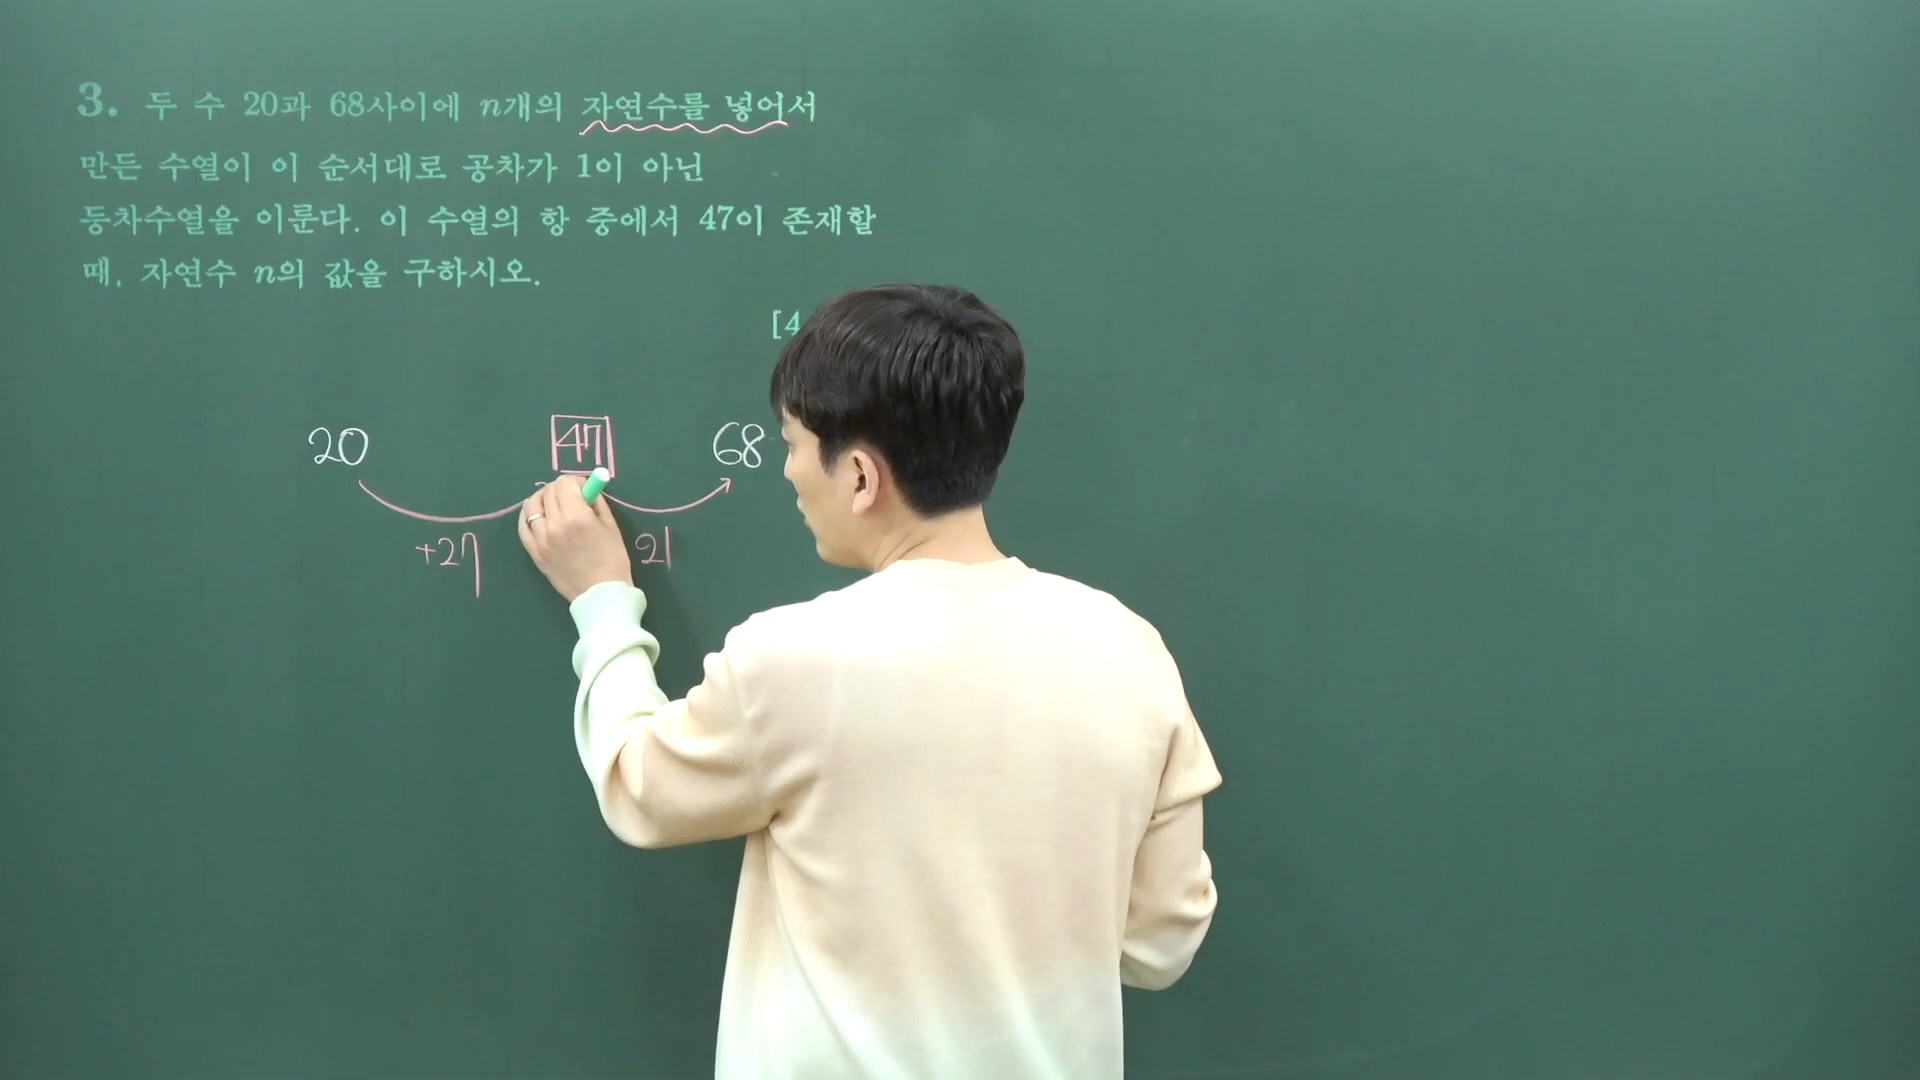 3. 두 수 20과 68사이에 n개의 자연수를 넣어서
만든 수열이 이 순서대로 공차가 1이 아닌
등차수열을 이룬다. 이 수열의 항 중에서 47이 존재할
때, 자연수 n의 값을 구하시오.
[4
20 47 68
+27 21